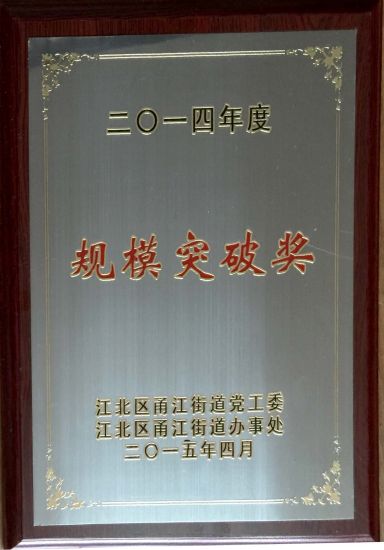 二〇一四年度
规模突破奖
江北区甬江街道党工委
江北区甬江街道办事处
二〇一五年四月